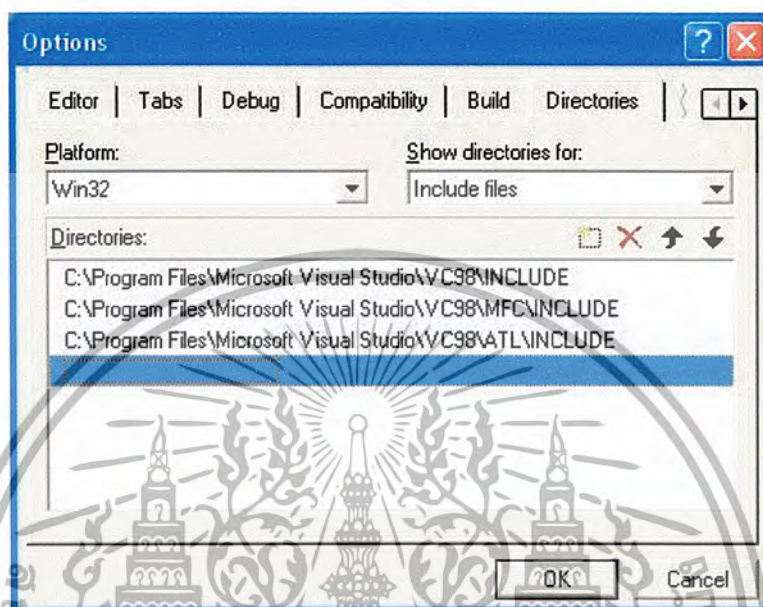 Options
Editor Tabs Debug Compatibility Build Directories
Platform: Show directories for:
Win32 Include files
Directories:
C:\Program Files\Microsoft Visual Studio\VC98\INCLUDE
C:\Program Files\Microsoft Visual Studio\VC98\MFC\INCLUDE
C:\Program Files\Microsoft Visual Studio\VC98\ATL\INCLUDE
OK Cancel